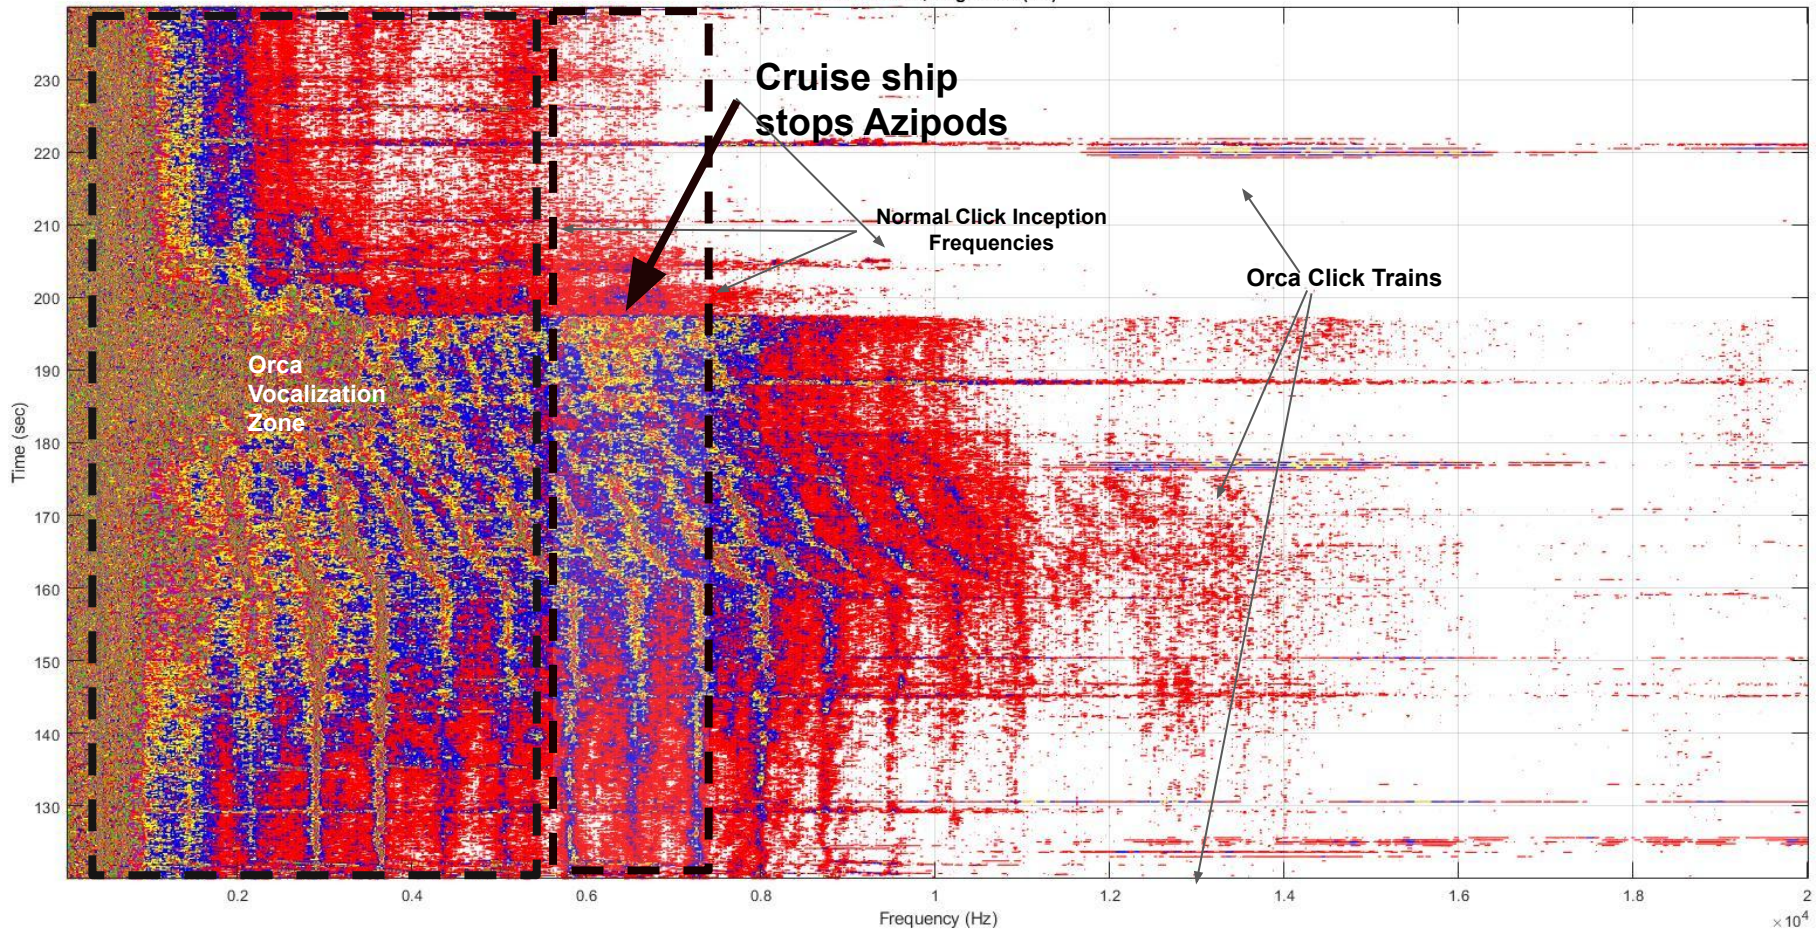 Cruise ship
stops Azipods
Normal Click Inception
Frequencies
Orca Click Trains
Orca
Vocalization
Zone
Time (sec)
230
220
210
200
190
180
170
160
150
140
130
0.2
0.4
0.6
0.8
1
1.2
1.4
1.6
1.8
2
Frequency (Hz)
×10⁴